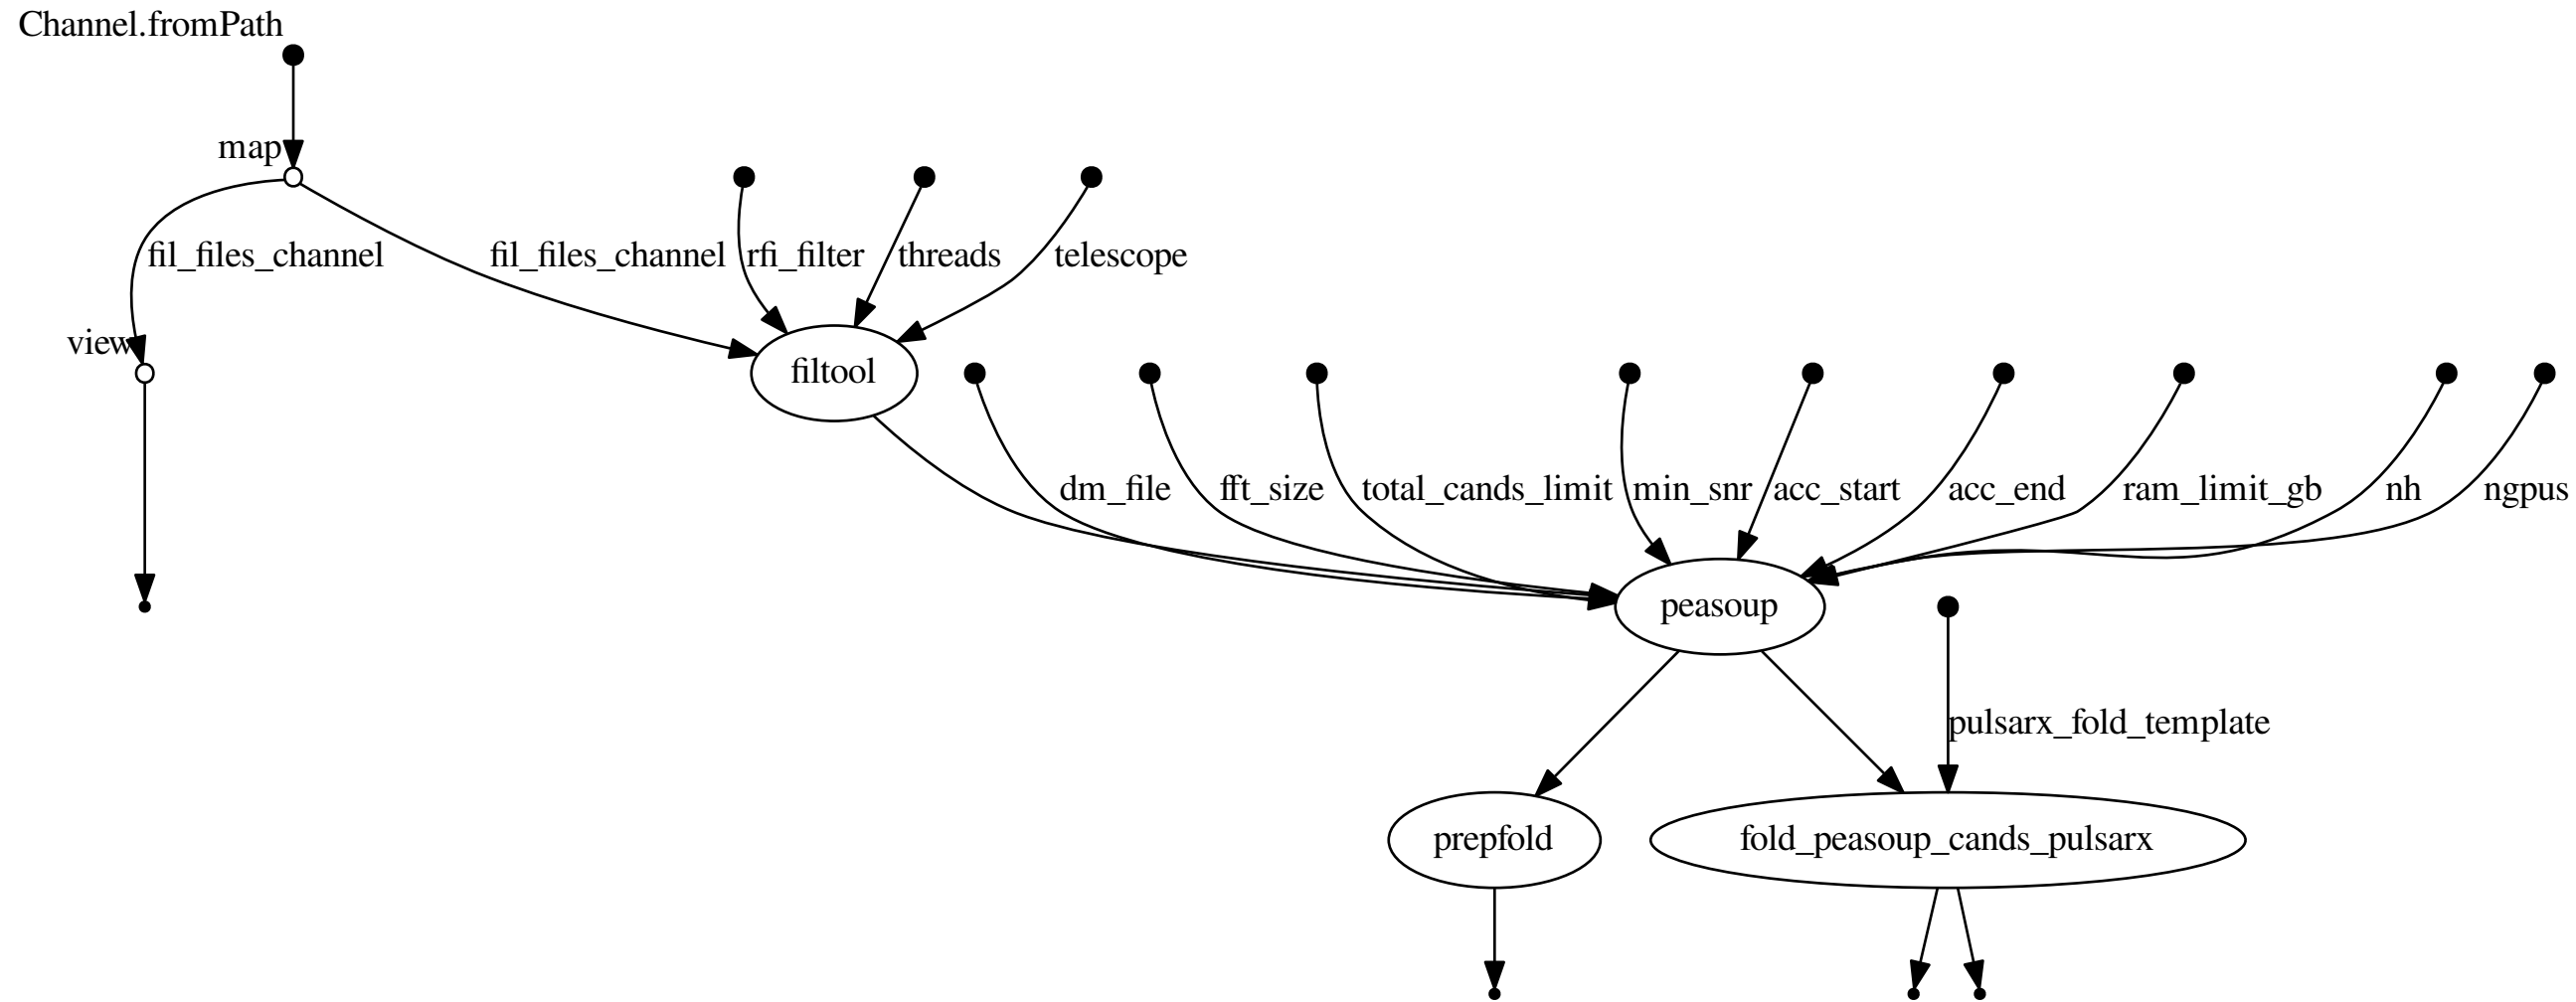 Channel.fromPath
map
fil_files_channel
fil_files_channel
rfi_filter
threads
telescope
view
filtool
dm_file
fft_size
total_cands_limit
min_snr
acc_start
acc_end
ram_limit_gb
nh
ngpus
peasoup
pulsarx_fold_template
prepfold
fold_peasoup_cands_pulsarx